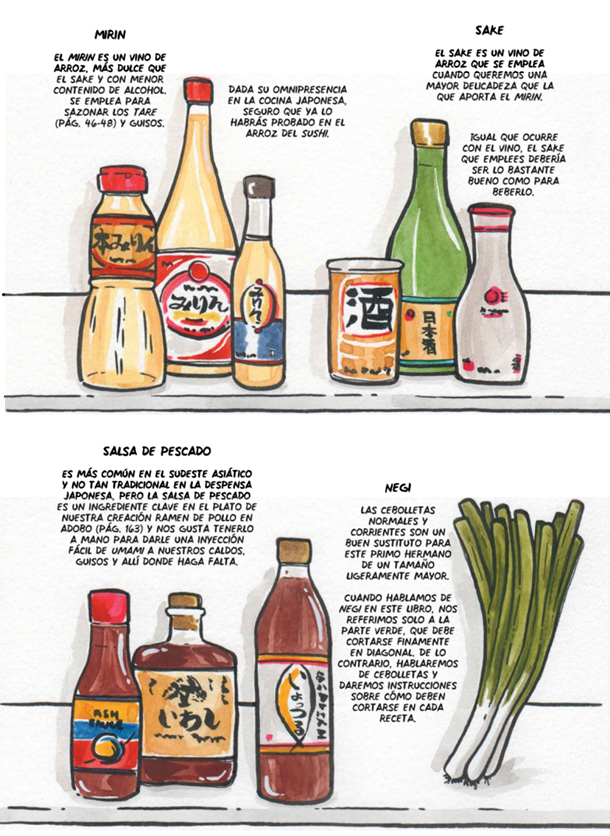 MIRIN
EL MIRIN ES UN VINO DE
ARROZ, MÁS DULCE QUE
EL SAKE Y CON MENOR
CONTENIDO DE ALCOHOL.
SE EMPLEA PARA
SAZONAR LOS TARE
(PÁG. 46-48) Y GUISOS.
DADA SU OMNIPRESENCIA
EN LA COCINA JAPONESA,
SEGURO QUE YA LO
HABRÁS PROBADO EN EL
ARROZ DEL SUSHI.
SAKE
EL SAKE ES UN VINO DE
ARROZ QUE SE EMPLEA
CUANDO QUEREMOS UNA
MAYOR DELICADEZA QUE LA
QUE APORTA EL MIRIN.
IGUAL QUE OCURRE
CON EL VINO, EL SAKE
QUE EMPLEES DEBERÍA
SER LO BASTANTE
BUENO COMO PARA
BEBERLO.
本みりん
みりん
みりん
酒
日本酒
SALSA DE PESCADO
ES MÁS COMÚN EN EL SUDESTE ASIÁTICO
Y NO TAN TRADICIONAL EN LA DESPENSA
JAPONESA, PERO LA SALSA DE PESCADO
ES UN INGREDIENTE CLAVE EN EL PLATO DE
NUESTRA CREACIÓN RAMEN DE POLLO EN
ADOBO (PÁG. 163) Y NOS GUSTA TENERLO
A MANO PARA DARLE UNA INYECCIÓN
FÁCIL DE UMAMI A NUESTROS CALDOS,
GUISOS Y ALLÍ DONDE HAGA FALTA.
FISH
SAUCE
いわし
NEGI
LAS CEBOLLETAS
NORMALES Y
CORRIENTES SON UN
BUEN SUSTITUTO PARA
ESTE PRIMO HERMANO
DE UN TAMAÑO
LIGERAMENTE MAYOR.
CUANDO HABLAMOS DE
NEGI EN ESTE LIBRO, NOS
REFERIMOS SOLO A LA
PARTE VERDE, QUE DEBE
CORTARSE FINAMENTE
EN DIAGONAL. DE LO
CONTRARIO, HABLAREMOS
DE CEBOLLETAS Y
DAREMOS INSTRUCCIONES
SOBRE CÓMO DEBEN
CORTARSE EN CADA
RECETA.